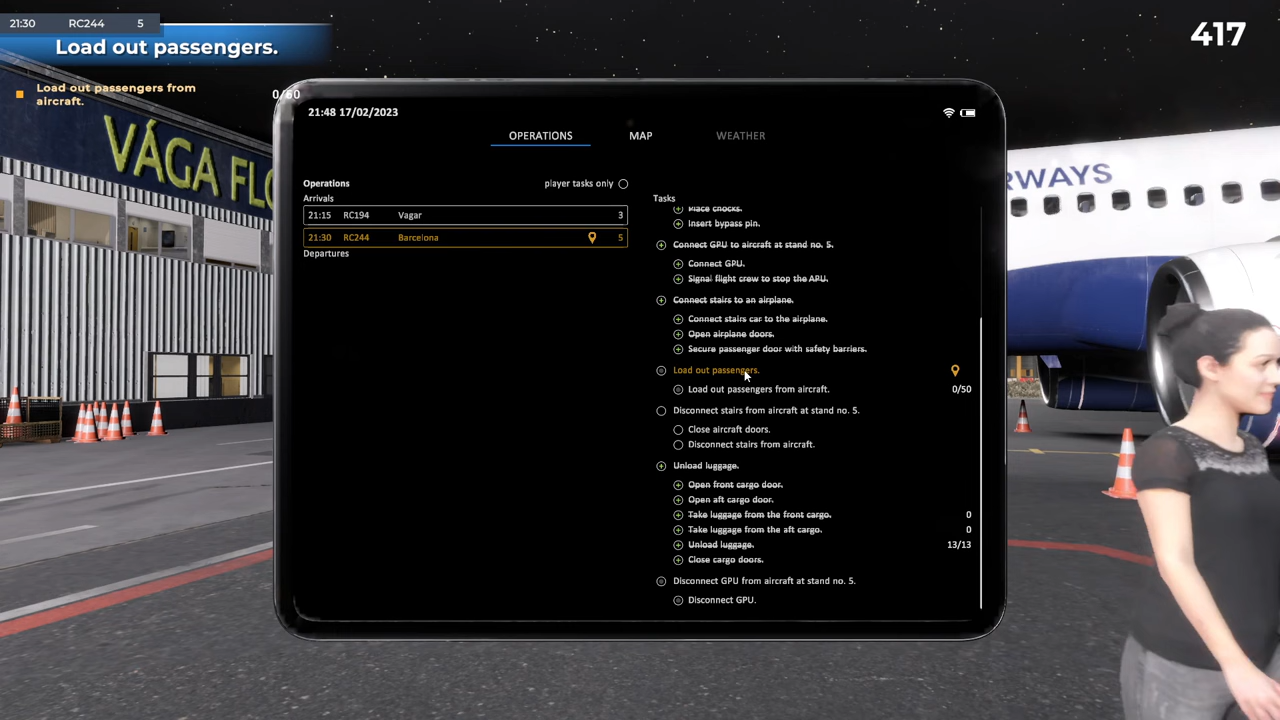 21:30 RC244 5
Load out passengers.
417
Load out passengers from
aircraft.
0/60
21:48 17/02/2023
OPERATIONS MAP WEATHER
Operations player tasks only
Arrivals
21:15 RC194 Vagar 3
21:30 RC244 Barcelona 5
Departures
Tasks
Place chocks.
Insert bypass pin.
Connect GPU to aircraft at stand no. 5.
Connect GPU.
Signal flight crew to stop the APU.
Connect stairs to an airplane.
Connect stairs car to the airplane.
Open airplane doors.
Secure passenger door with safety barriers.
Load out passengers.
Load out passengers from aircraft. 0/50
Disconnect stairs from aircraft at stand no. 5.
Close aircraft doors.
Disconnect stairs from aircraft.
Unload luggage.
Open front cargo door.
Open aft cargo door.
Take luggage from the front cargo. 0
Take luggage from the aft cargo. 0
Unload luggage. 13/13
Close cargo doors.
Disconnect GPU from aircraft at stand no. 5.
Disconnect GPU.
VÁGA FLO
RWAYS